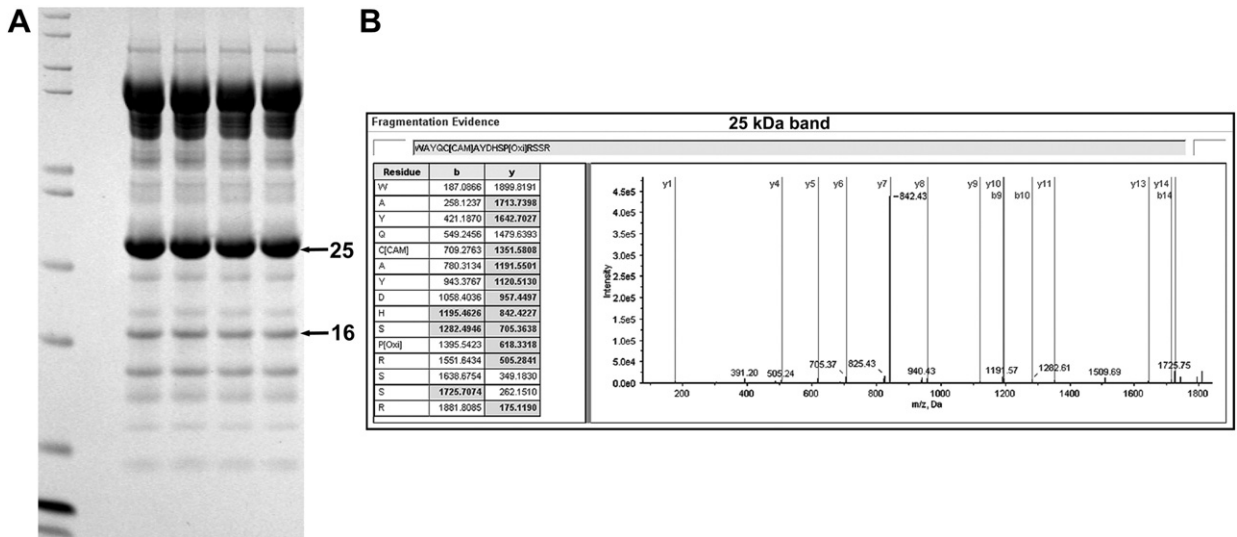 A
B
25
16
Fragmentation Evidence 25 kDa band
WAYQC[CAM]AYDHSP[Oxi]RSSR
Residue b y
W 187.0866 1899.8191
A 258.1237 1713.7398
Y 421.1870 1642.7027
Q 549.2456 1479.6393
C[CAM] 709.2763 1351.5808
A 780.3134 1191.5501
Y 943.3767 1120.5130
D 1058.4036 957.4497
H 1195.4626 842.4227
S 1282.4946 705.3638
P[Oxi] 1395.5423 618.3318
R 1551.6434 505.2841
S 1638.6754 349.1830
S 1725.7074 262.1510
R 1881.8085 175.1190
y1 y4 y5 y6 y7 y8 y9 y10 y11 y13 y14
b9 b10 b14
842.43
4.5e5
4.0e5
3.5e5
3.0e5
2.5e5
2.0e5
1.5e5
1.0e5
5.0e4
0.0e0
Intensity
391.20 505.24 705.37 825.43 940.43 1191.57 1282.61 1509.69 1725.75
200 400 600 800 1000 1200 1400 1600 1800
m/z, Da